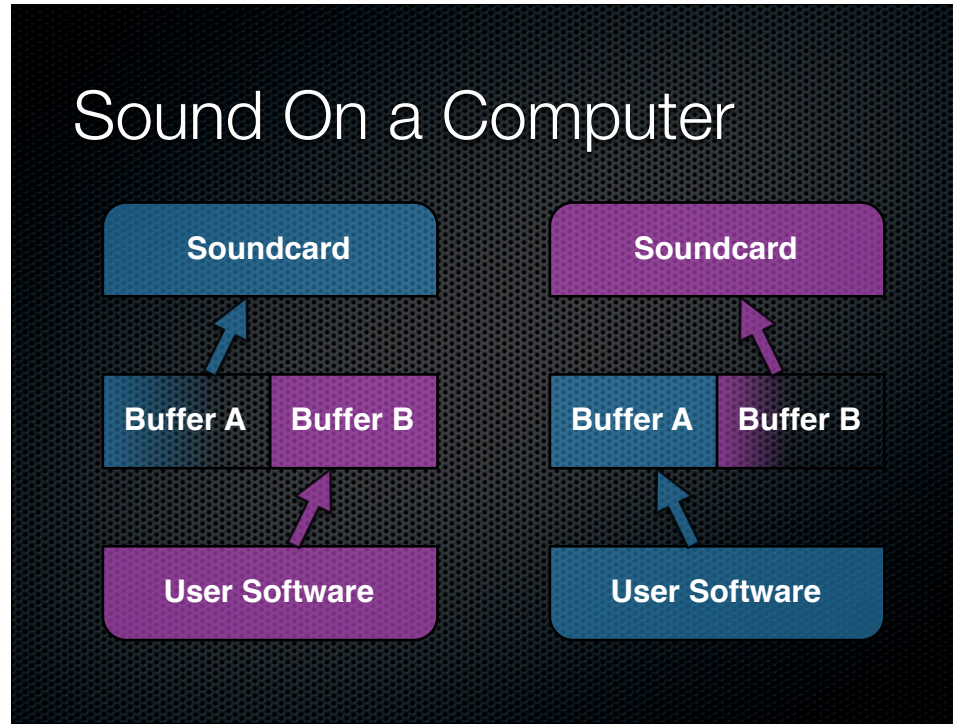 Sound On a Computer
Soundcard
Soundcard
Buffer A
Buffer B
Buffer A
Buffer B
User Software
User Software